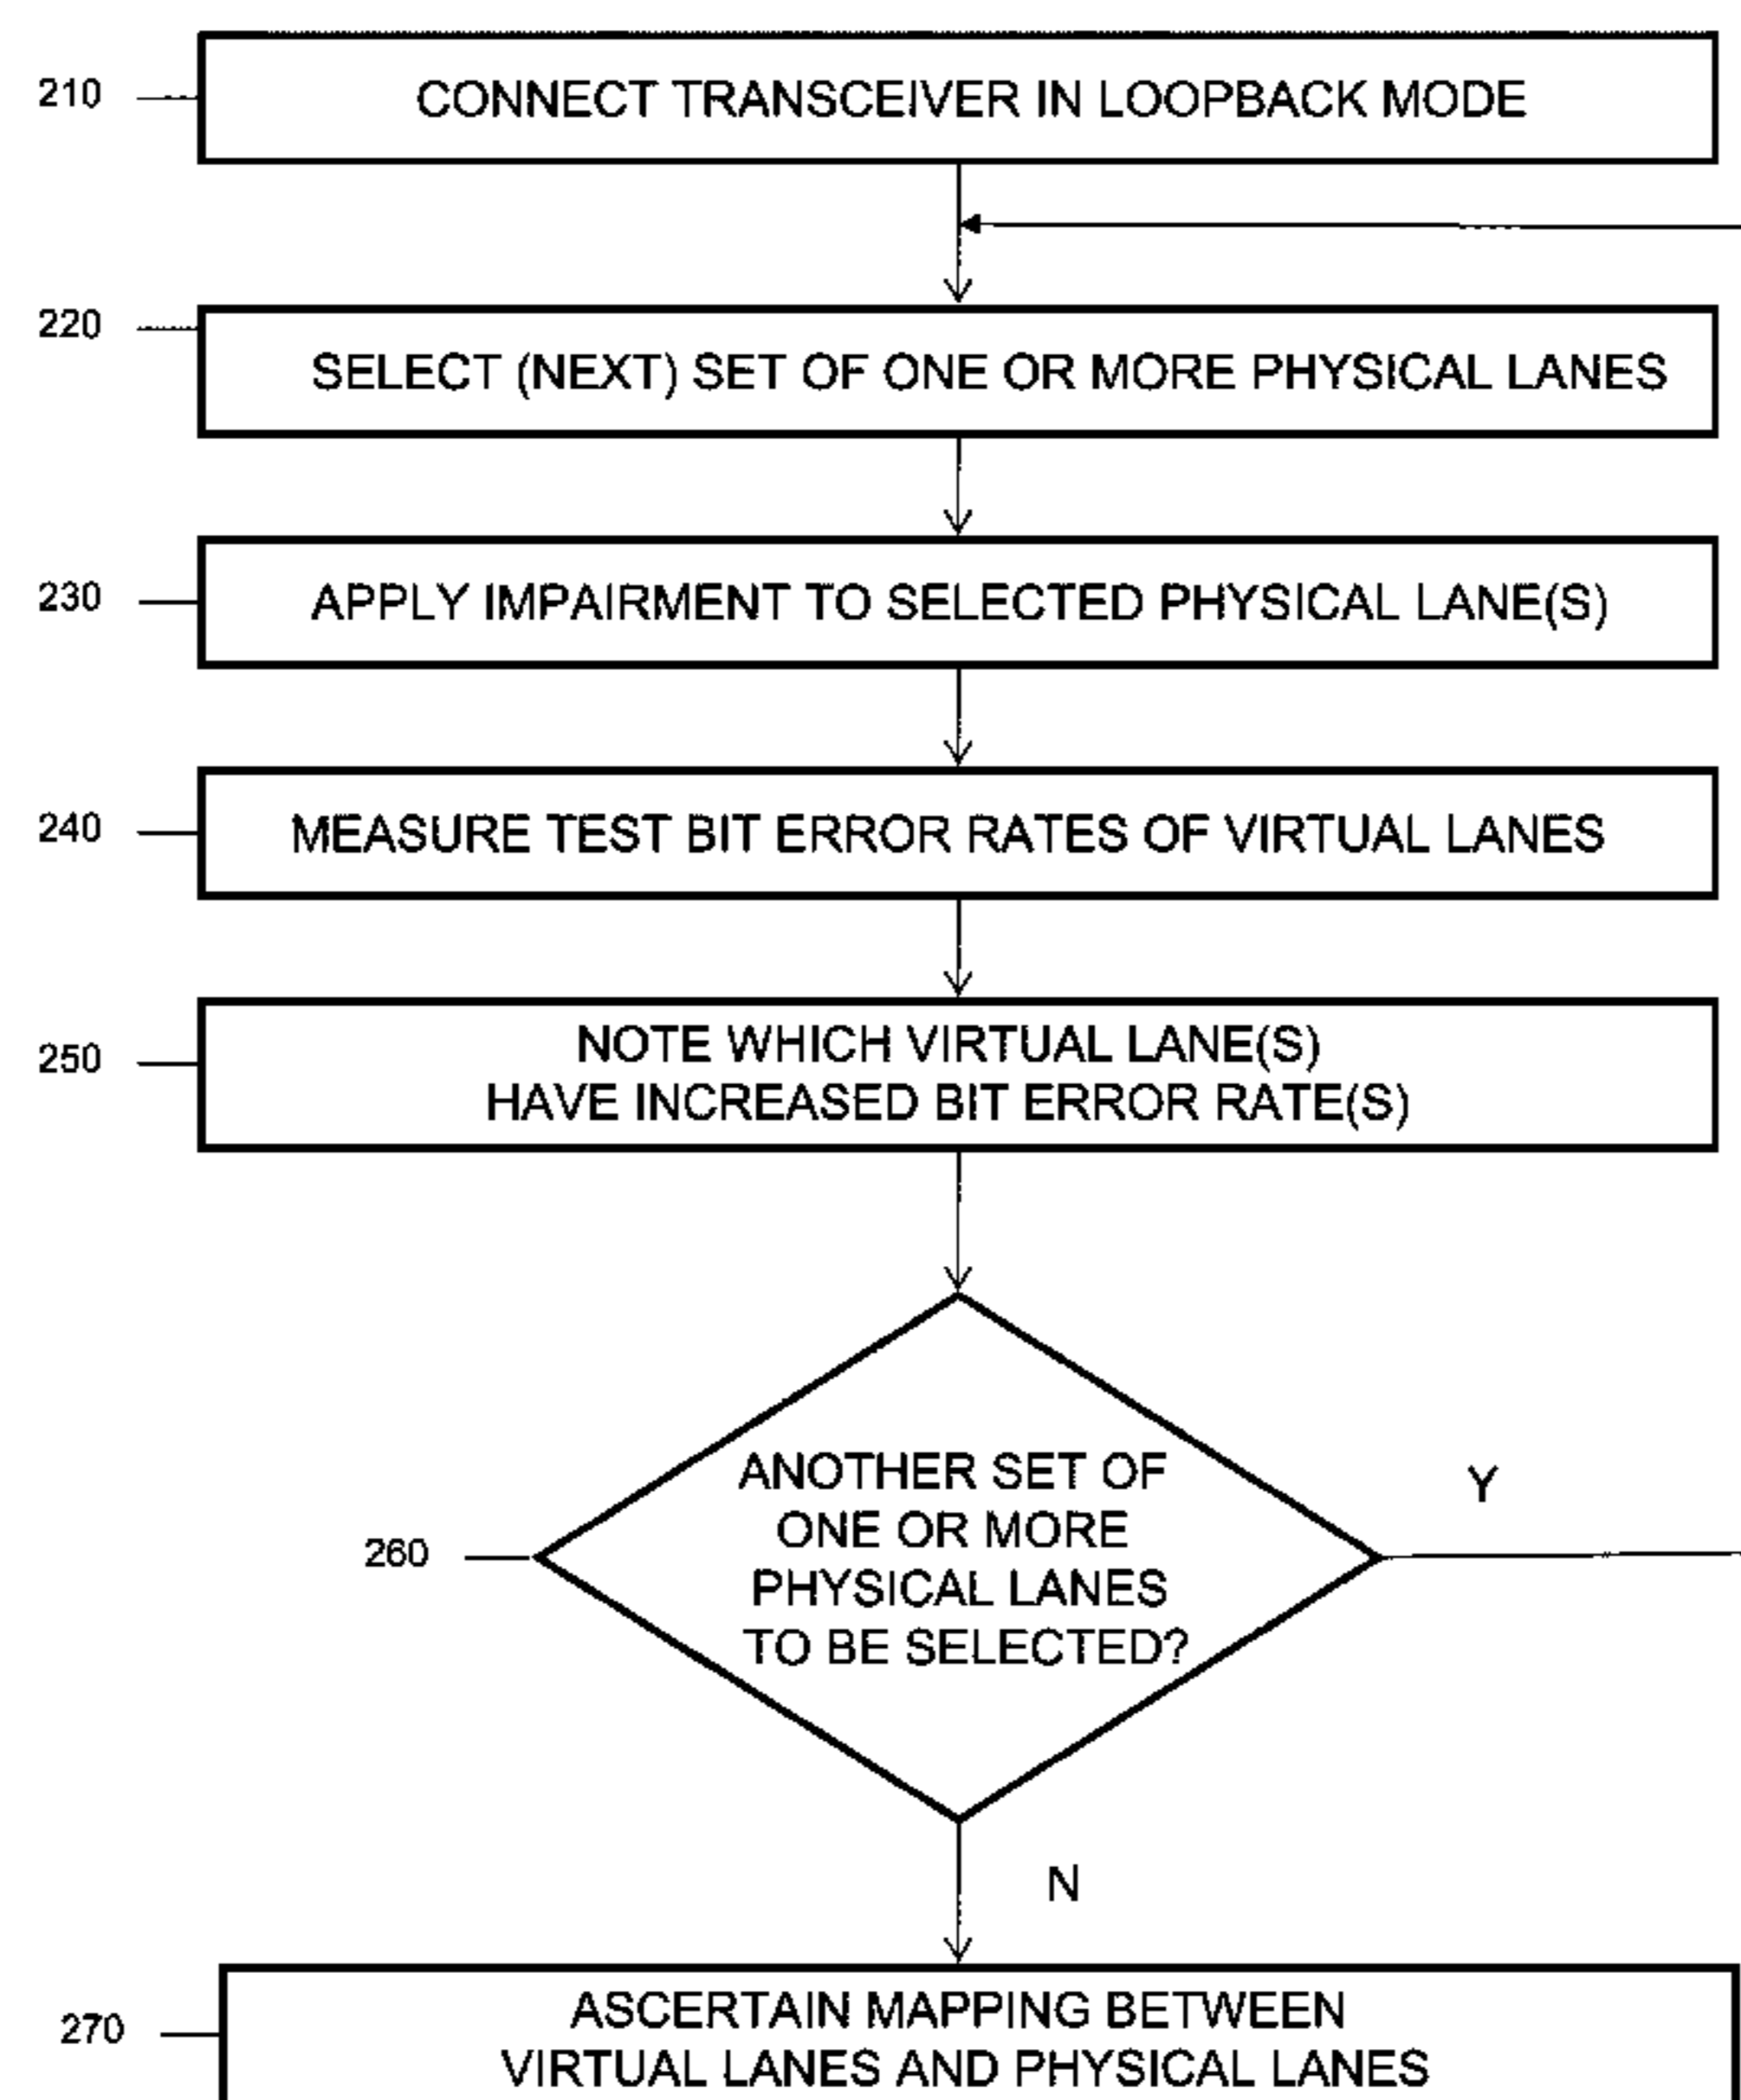 210
CONNECT TRANSCEIVER IN LOOPBACK MODE
220
SELECT (NEXT) SET OF ONE OR MORE PHYSICAL LANES
230
APPLY IMPAIRMENT TO SELECTED PHYSICAL LANE(S)
240
MEASURE TEST BIT ERROR RATES OF VIRTUAL LANES
250
NOTE WHICH VIRTUAL LANE(S)
HAVE INCREASED BIT ERROR RATE(S)
260
ANOTHER SET OF
ONE OR MORE
PHYSICAL LANES
TO BE SELECTED?
Y
N
270
ASCERTAIN MAPPING BETWEEN
VIRTUAL LANES AND PHYSICAL LANES